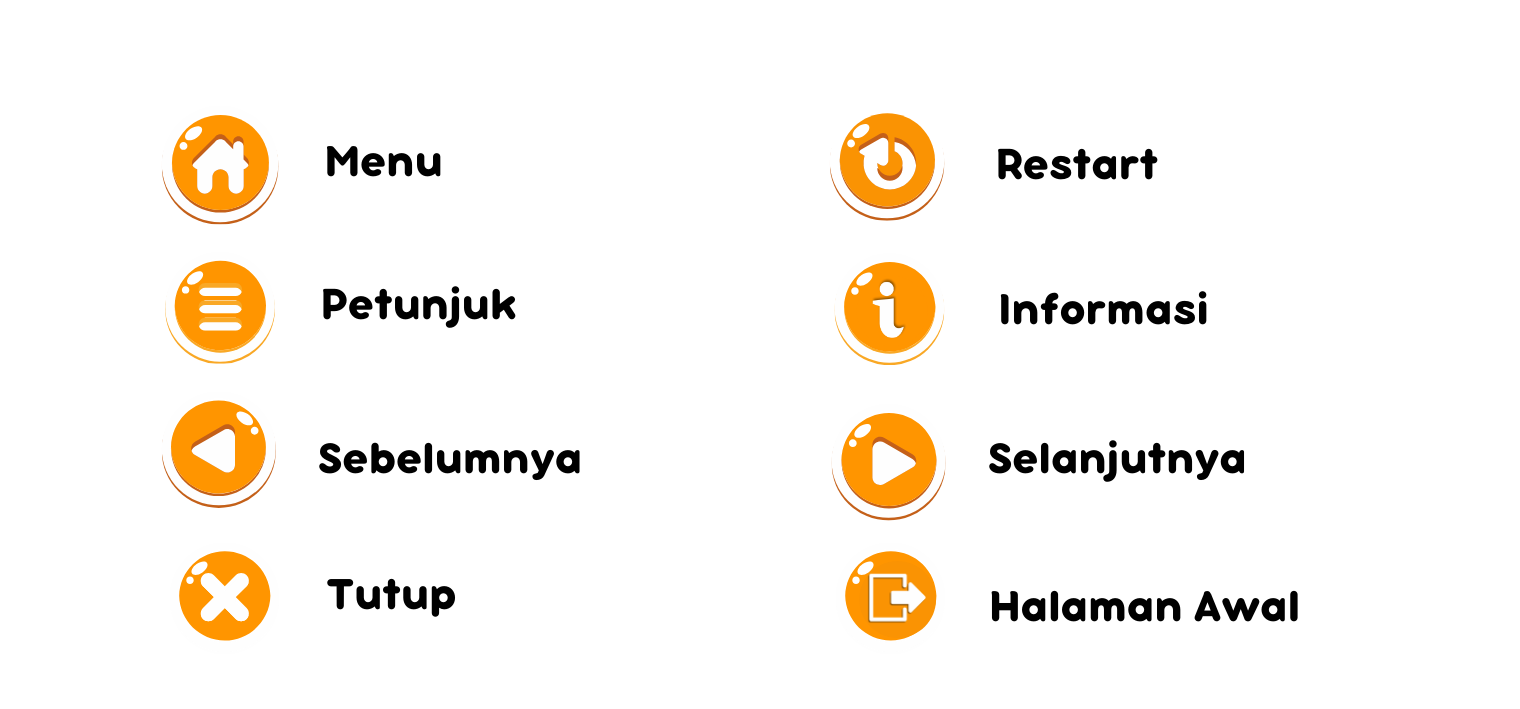 Menu
Restart
Petunjuk
Informasi
Sebelumnya
Selanjutnya
Tutup
Halaman Awal